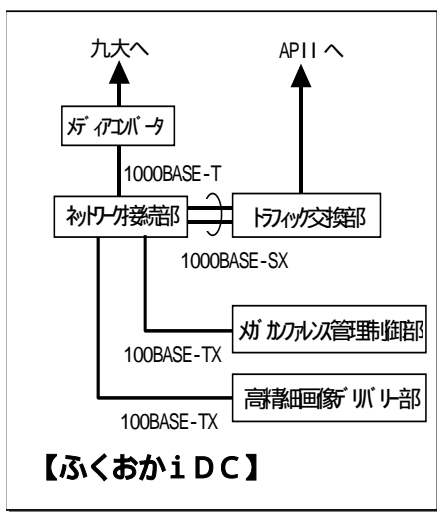 九大へ
APII へ
メディアコンバータ
1000BASE-T
ネットワーク接続部
トラフィック交換部
1000BASE-SX
メガカンファレンス管理制御部
100BASE-TX
高精細画像デリバリー部
100BASE-TX
【ふくおかｉＤＣ】